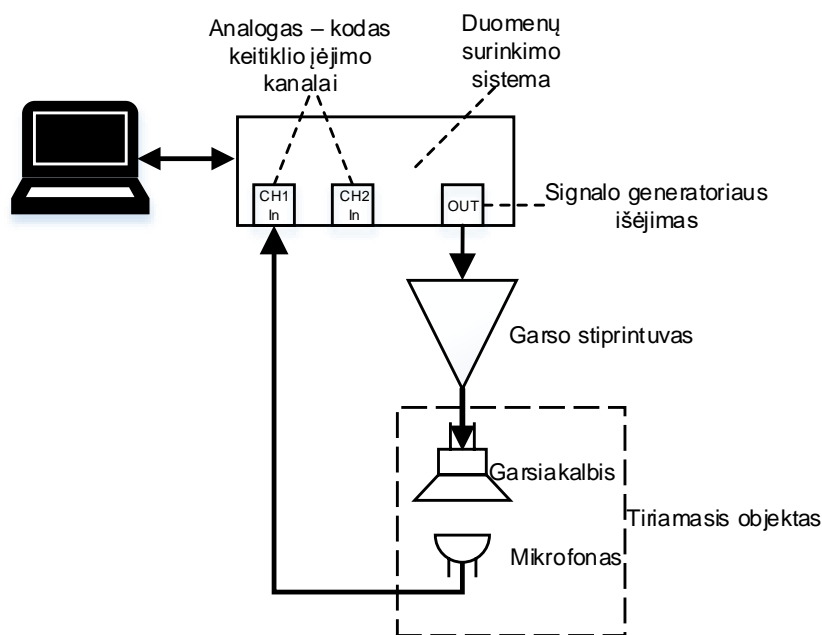 Analogas – kodas
keitiklio įėjimo
kanalai
Duomenų
surinkimo
sistema
CH1
In
CH2
In
OUT
Signalo generatoriaus
išėjimas
Garso stiprintuvas
Garsiakalbis
Tiriamasis objektas
Mikrofonas